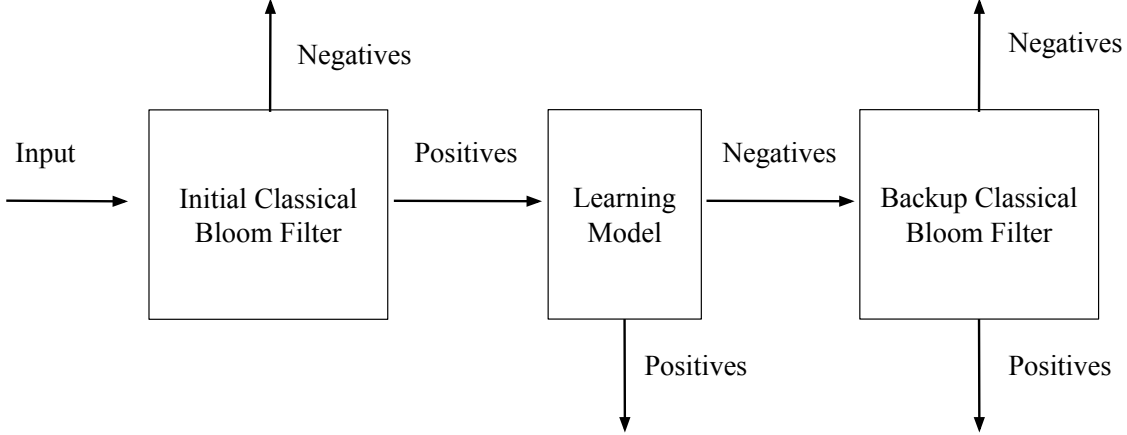 Negatives
Negatives
Input
Positives
Negatives
Initial Classical
Bloom Filter
Learning
Model
Backup Classical
Bloom Filter
Positives
Positives